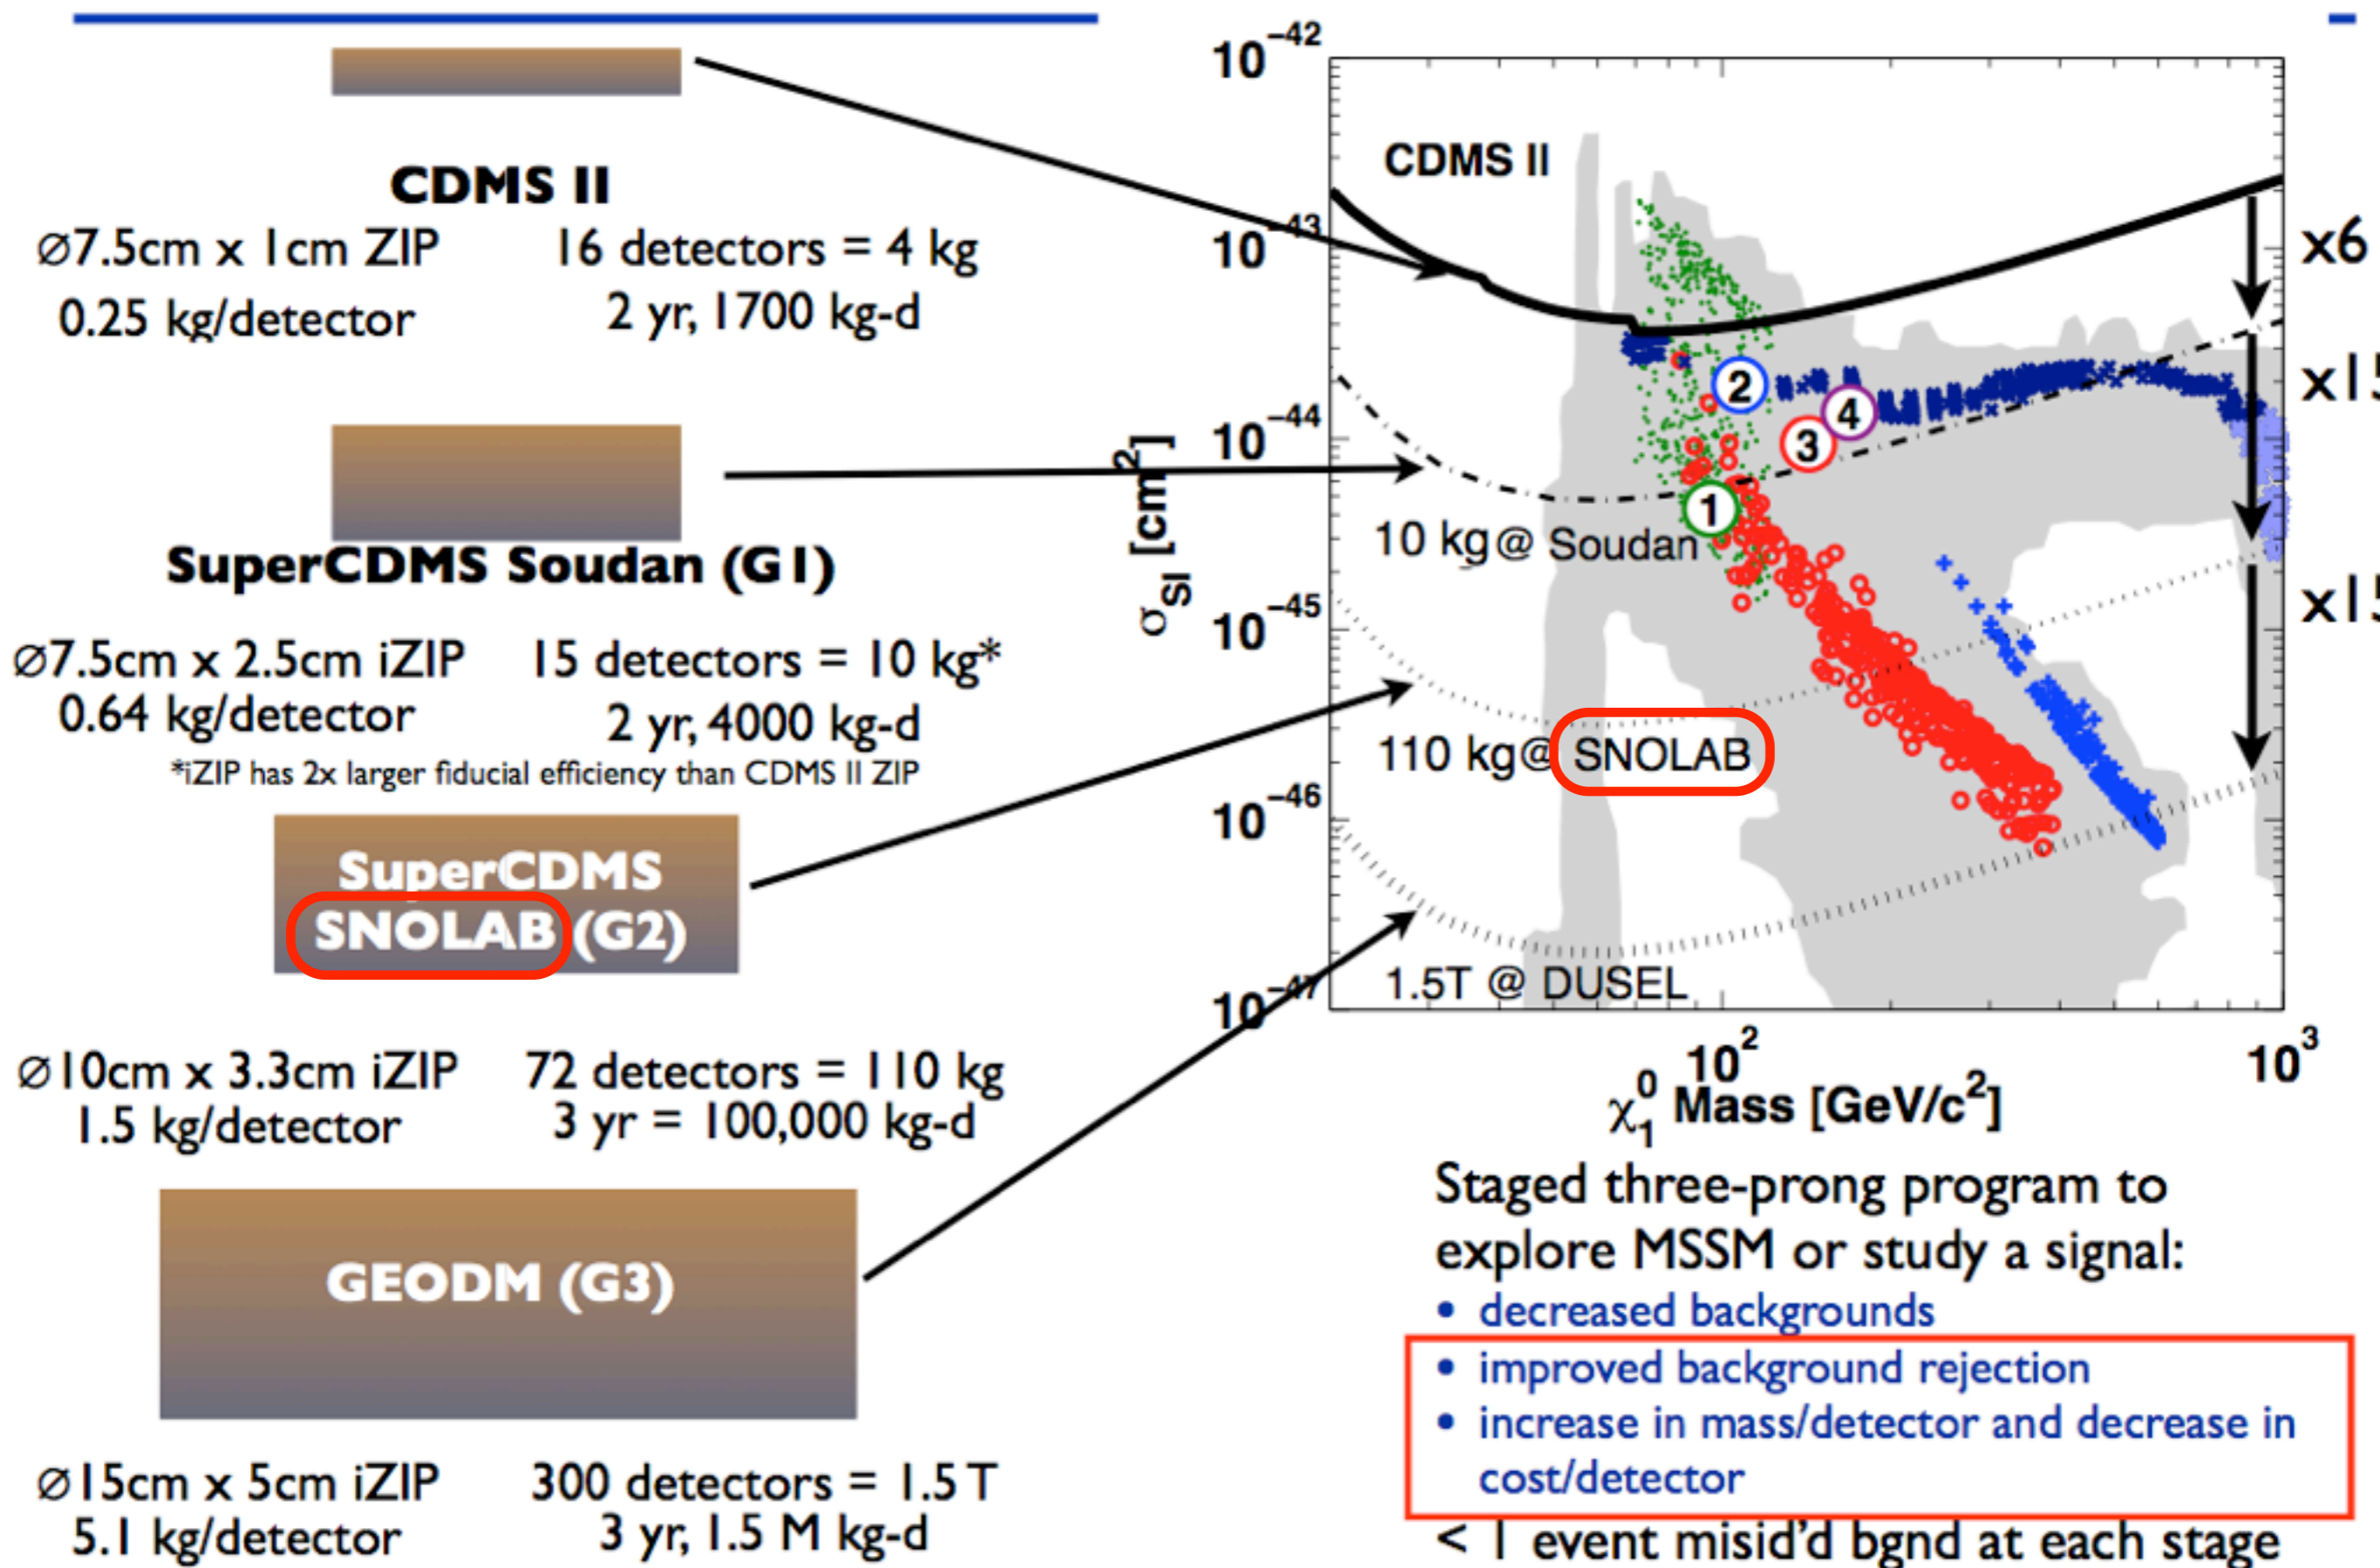 CDMS II
Ø7.5cm x 1cm ZIP 16 detectors = 4 kg
0.25 kg/detector 2 yr, 1700 kg-d
SuperCDMS Soudan (G1)
Ø7.5cm x 2.5cm iZIP 15 detectors = 10 kg*
0.64 kg/detector 2 yr, 4000 kg-d
*iZIP has 2x larger fiducial efficiency than CDMS II ZIP
SuperCDMS
SNOLAB (G2)
Ø10cm x 3.3cm iZIP 72 detectors = 110 kg
1.5 kg/detector 3 yr = 100,000 kg-d
GEODM (G3)
Ø15cm x 5cm iZIP 300 detectors = 1.5 T
5.1 kg/detector 3 yr, 1.5 M kg-d
10⁻⁴²
10⁻⁴³
10⁻⁴⁴
10⁻⁴⁵
10⁻⁴⁶
10⁻⁴⁷
σSI [cm²]
CDMS II
2
4
3
1
10 kg@ Soudan
110 kg@ SNOLAB
1.5T @ DUSEL
x6
x15
x15
10² 10³
χ₁⁰ Mass [GeV/c²]
Staged three-prong program to
explore MSSM or study a signal:
• decreased backgrounds
• improved background rejection
• increase in mass/detector and decrease in
cost/detector
< 1 event misid'd bgnd at each stage